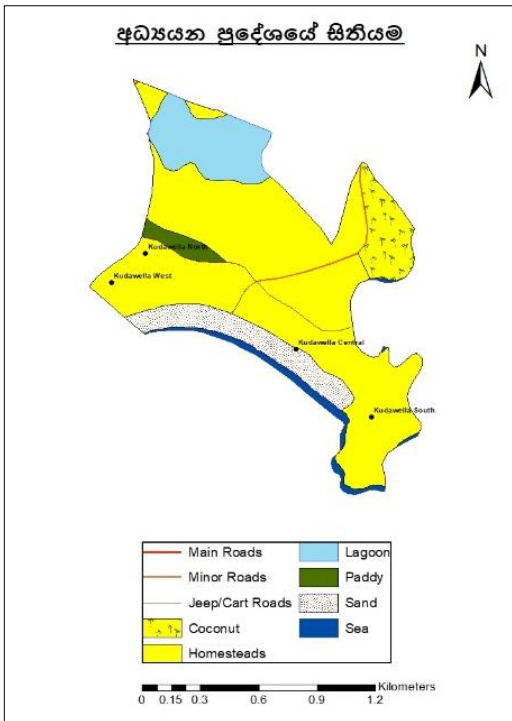 අධ්‍යයන ප්‍රදේශයේ සිතියම
N
Kudawella North
Kudawella West
Kudawella Central
Kudawella South
Main Roads
Lagoon
Minor Roads
Paddy
Jeep/Cart Roads
Sand
Coconut
Sea
Homesteads
Kilometers
0 0.15 0.3 0.6 0.9 1.2